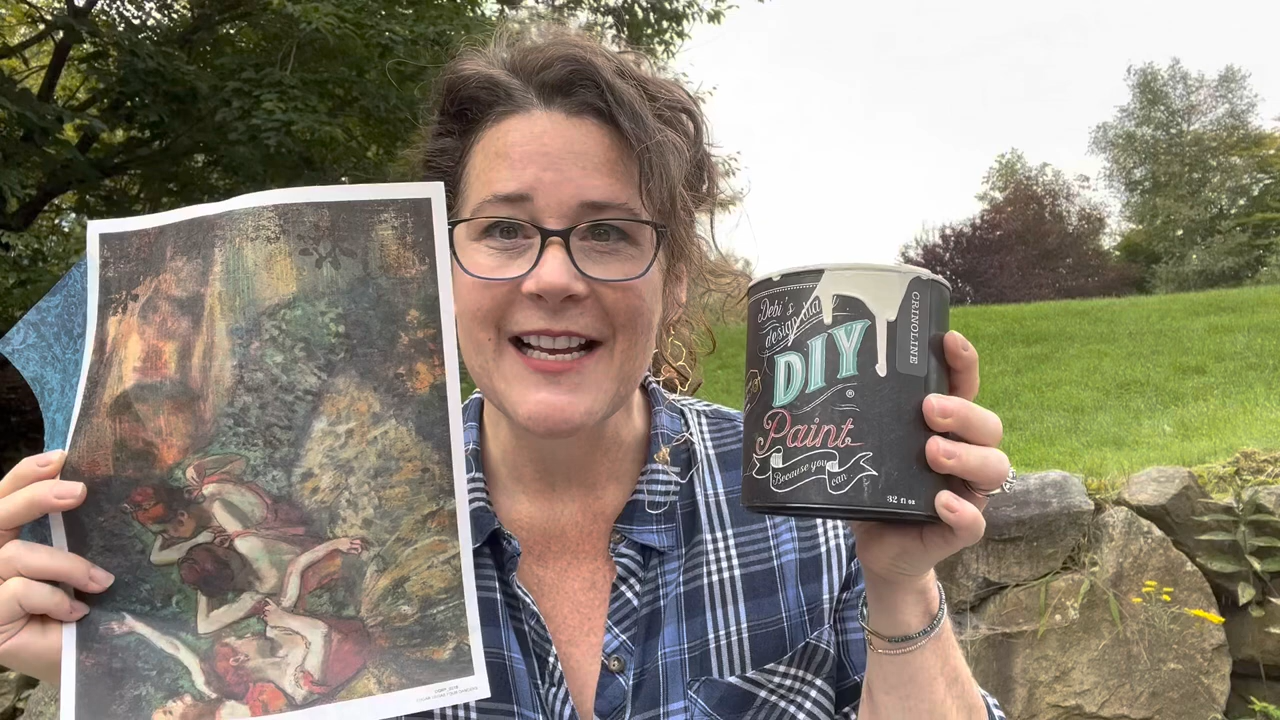 Debi's
design diary
DIY
®
Paint
Because you
can
CRINOLINE
32 fl oz